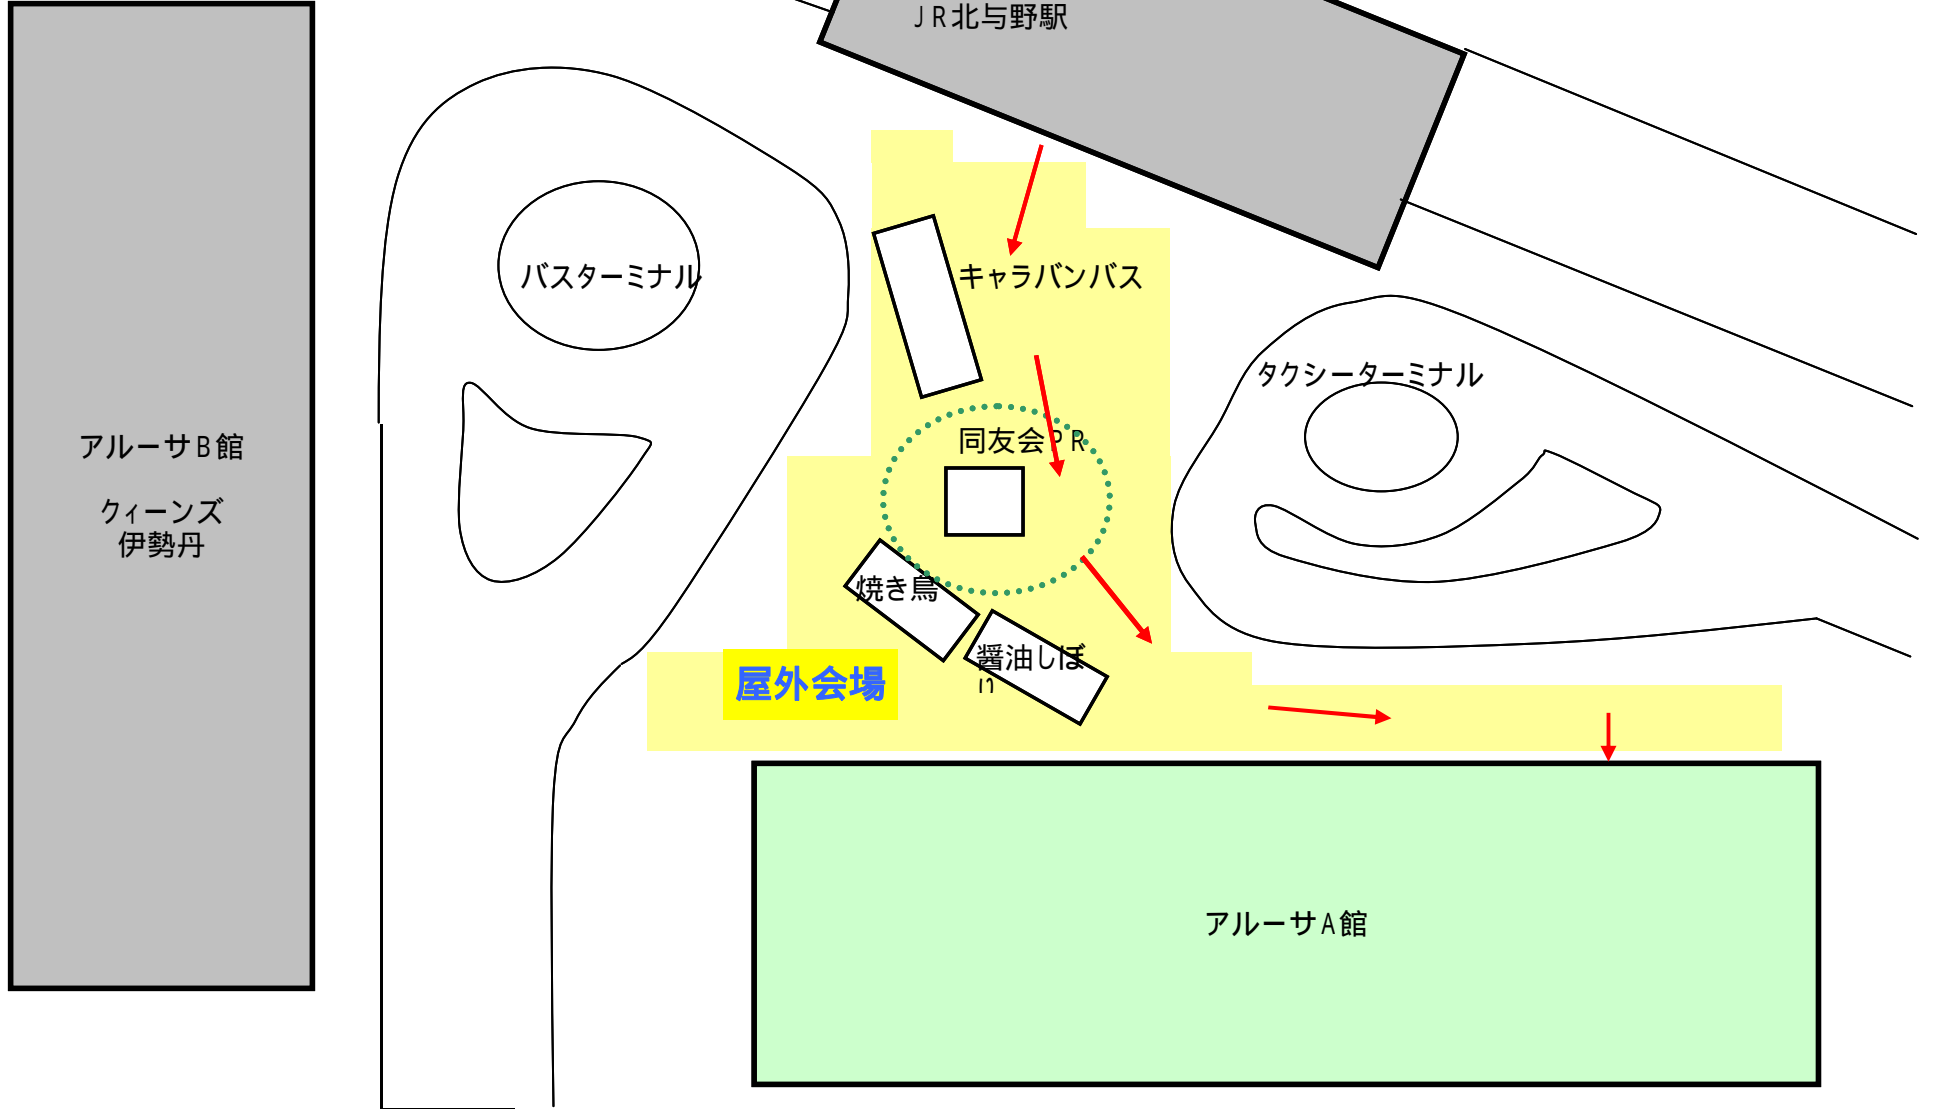 ＪＲ北与野駅
バスターミナル
キャラバンバス
タクシーターミナル
同友会ＰＲ
アルーサＢ館
クィーンズ
伊勢丹
焼き鳥
醤油しぼ
り
屋外会場
アルーサＡ館